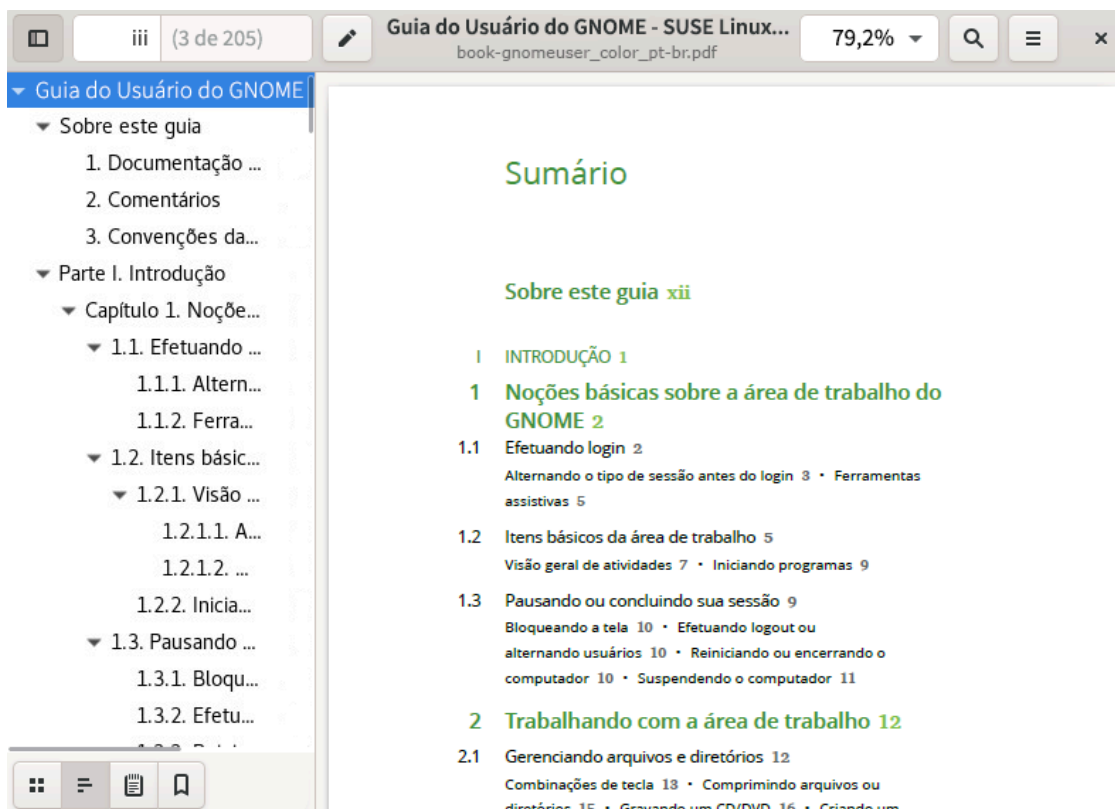 iii (3 de 205)
Guia do Usuário do GNOME - SUSE Linux...
book-gnomeuser_color_pt-br.pdf
79,2%
Guia do Usuário do GNOME
Sobre este guia
1. Documentação ...
2. Comentários
3. Convenções da...
Parte I. Introdução
Capítulo 1. Noçõe...
1.1. Efetuando ...
1.1.1. Altern...
1.1.2. Ferra...
1.2. Itens básic...
1.2.1. Visão ...
1.2.1.1. A...
1.2.1.2. ...
1.2.2. Inicia...
1.3. Pausando ...
1.3.1. Bloqu...
1.3.2. Efetu...
Sumário
Sobre este guia xii
I INTRODUÇÃO 1
1 Noções básicas sobre a área de trabalho do
GNOME 2
1.1 Efetuando login 2
Alternando o tipo de sessão antes do login 3 • Ferramentas
assistivas 5
1.2 Itens básicos da área de trabalho 5
Visão geral de atividades 7 • Iniciando programas 9
1.3 Pausando ou concluindo sua sessão 9
Bloqueando a tela 10 • Efetuando logout ou
alternando usuários 10 • Reiniciando ou encerrando o
computador 10 • Suspendendo o computador 11
2 Trabalhando com a área de trabalho 12
2.1 Gerenciando arquivos e diretórios 12
Combinações de tecla 13 • Comprimindo arquivos ou
diretórios 15 • Gravando um CD/DVD 16 • Criando um